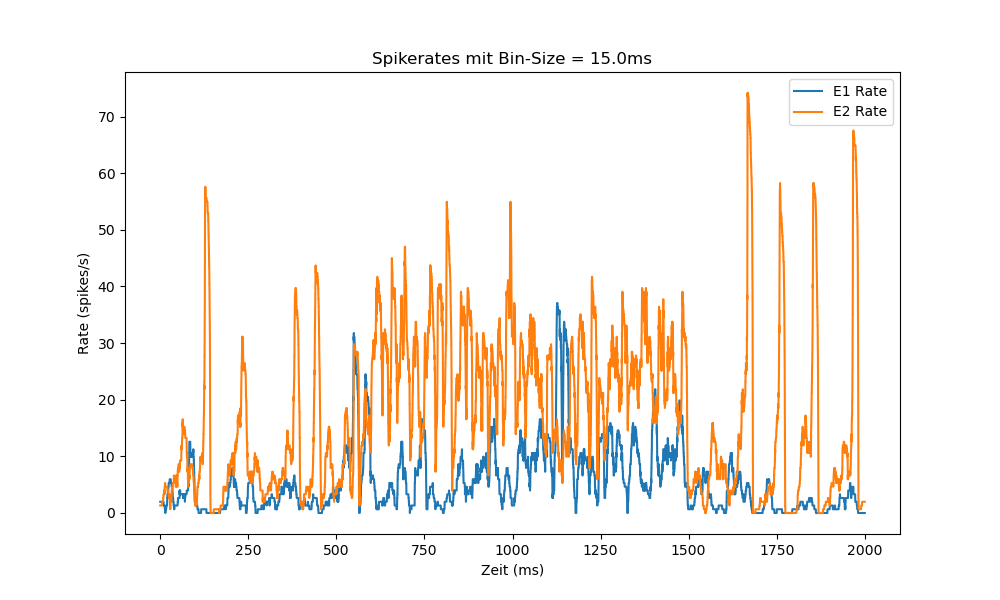 Spikerates mit Bin-Size = 15.0ms
E1 Rate
E2 Rate
Rate (spikes/s)
70
60
50
40
30
20
10
0
0 250 500 750 1000 1250 1500 1750 2000
Zeit (ms)